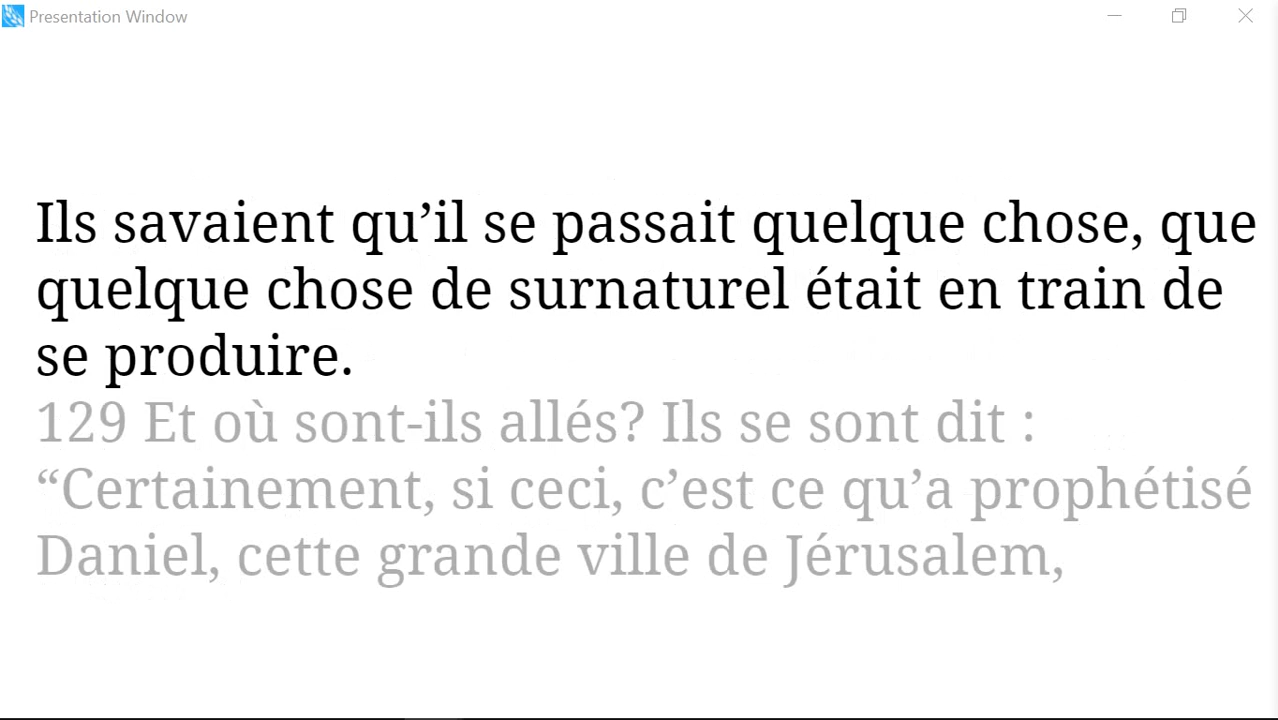 Presentation Window
Ils savaient qu’il se passait quelque chose, que
quelque chose de surnaturel était en train de
se produire.
129 Et où sont-ils allés? Ils se sont dit :
“Certainement, si ceci, c’est ce qu’a prophétisé
Daniel, cette grande ville de Jérusalem,